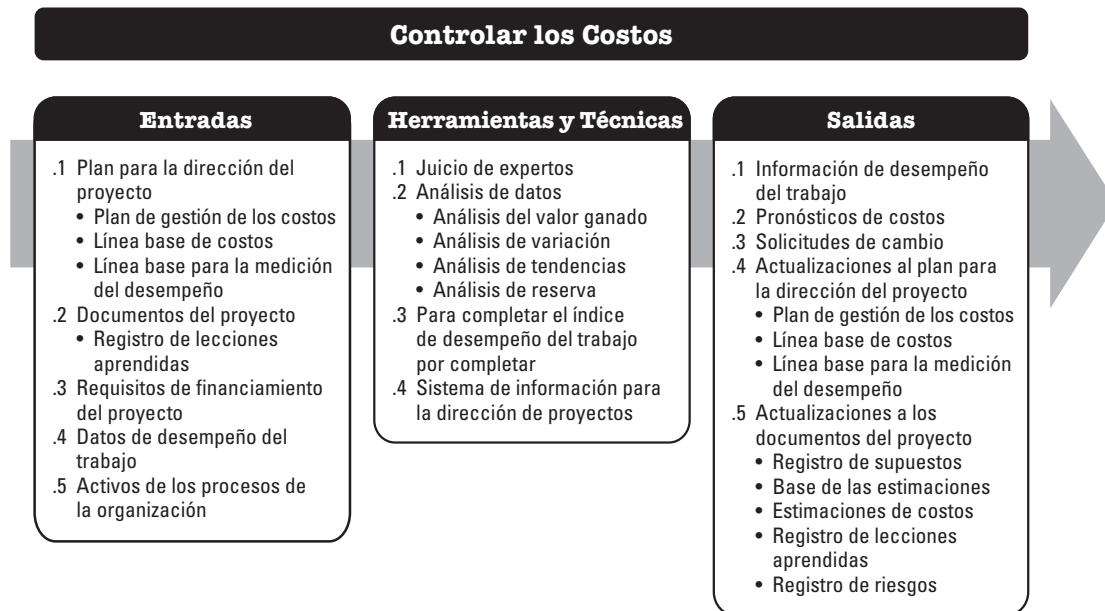 Controlar los Costos
Entradas
.1 Plan para la dirección del
proyecto
• Plan de gestión de los costos
• Línea base de costos
• Línea base para la medición
del desempeño
.2 Documentos del proyecto
• Registro de lecciones
aprendidas
.3 Requisitos de financiamiento
del proyecto
.4 Datos de desempeño del
trabajo
.5 Activos de los procesos de
la organización
Herramientas y Técnicas
.1 Juicio de expertos
.2 Análisis de datos
• Análisis del valor ganado
• Análisis de variación
• Análisis de tendencias
• Análisis de reserva
.3 Para completar el índice
de desempeño del trabajo
por completar
.4 Sistema de información para
la dirección de proyectos
Salidas
.1 Información de desempeño
del trabajo
.2 Pronósticos de costos
.3 Solicitudes de cambio
.4 Actualizaciones al plan para
la dirección del proyecto
• Plan de gestión de los costos
• Línea base de costos
• Línea base para la medición
del desempeño
.5 Actualizaciones a los
documentos del proyecto
• Registro de supuestos
• Base de las estimaciones
• Estimaciones de costos
• Registro de lecciones
aprendidas
• Registro de riesgos